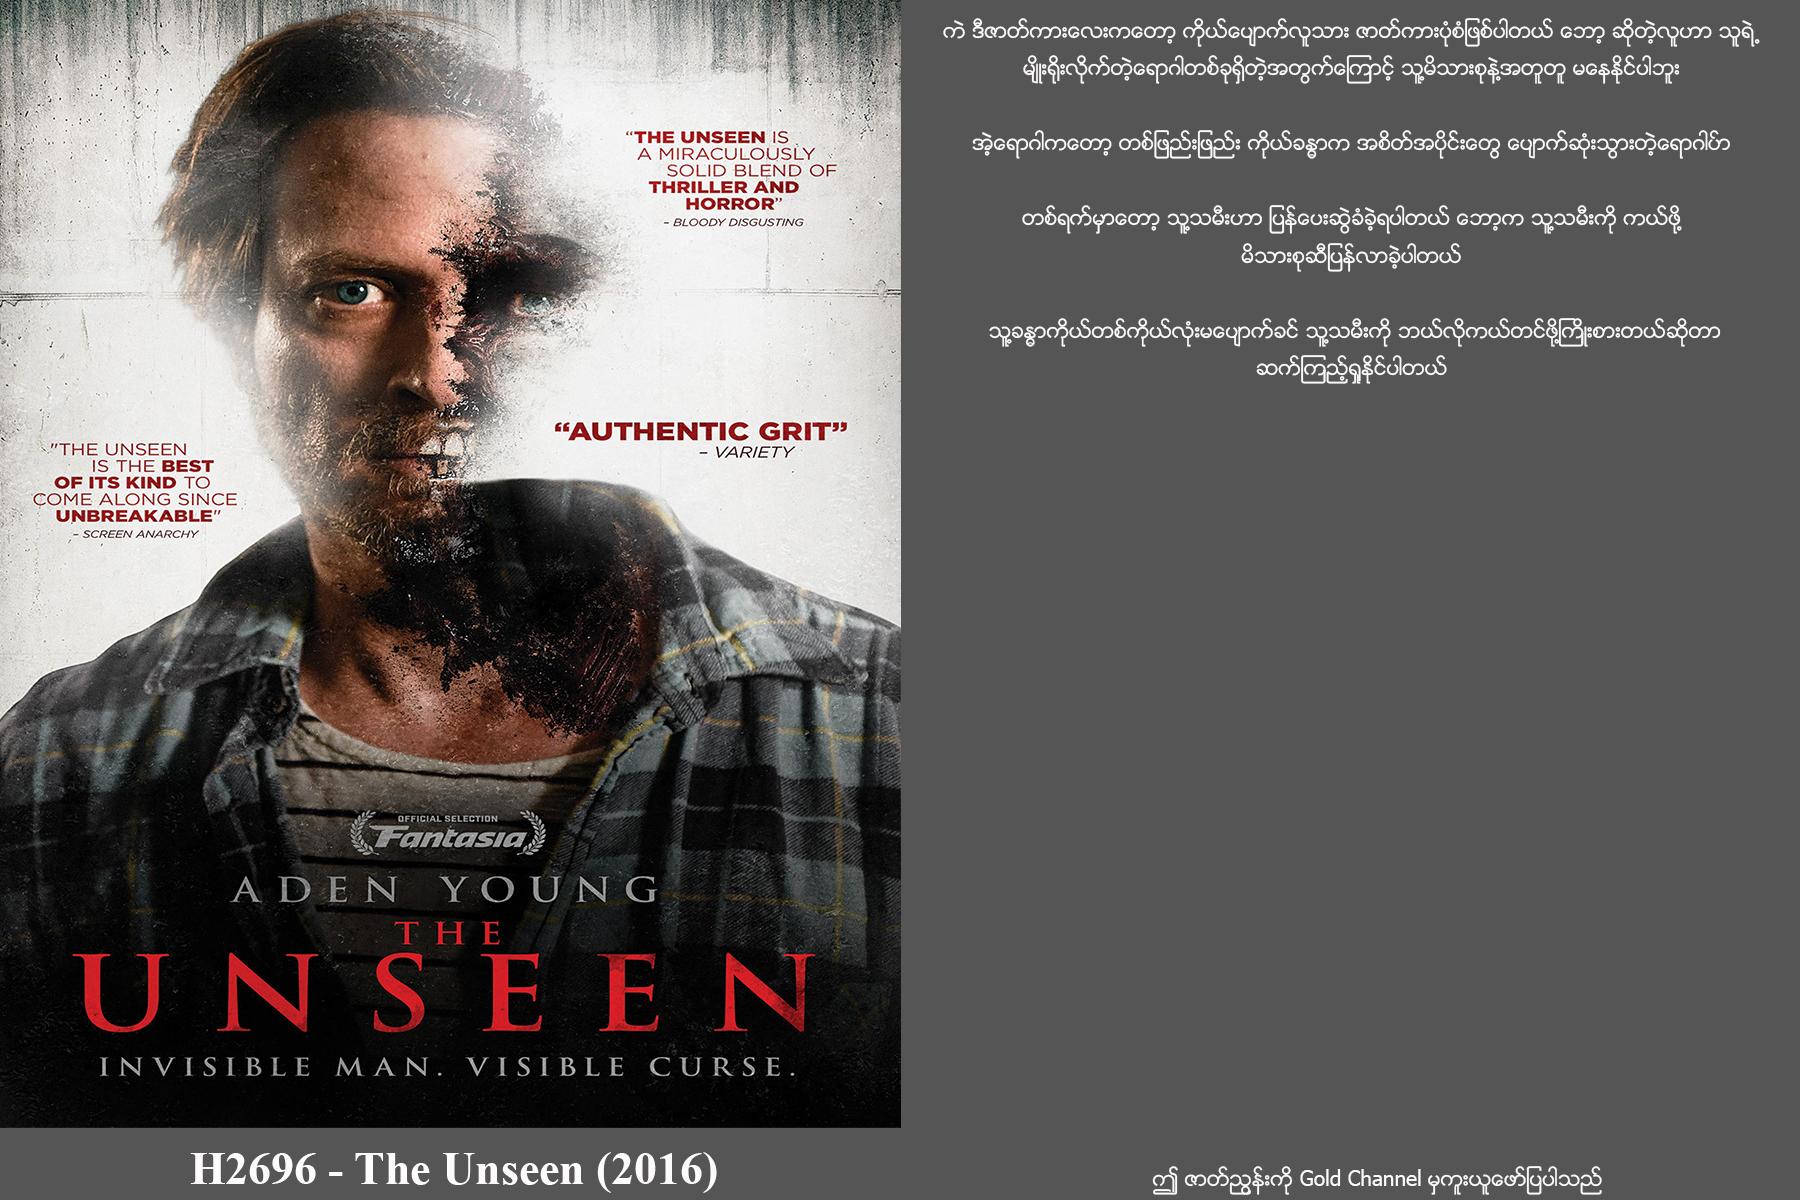 “THE UNSEEN IS
A MIRACULOUSLY
SOLID BLEND OF
THRILLER AND
HORROR”
– BLOODY DISGUSTING
“AUTHENTIC GRIT”
– VARIETY
"THE UNSEEN
IS THE BEST
OF ITS KIND TO
COME ALONG SINCE
UNBREAKABLE”
– SCREEN ANARCHY
OFFICIAL SELECTION
Fantasia
ADEN YOUNG
THE
UNSEEN
INVISIBLE MAN. VISIBLE CURSE.
H2696 - The Unseen (2016)
ကဲ ဒီဇာတ်ကားလေးကတော့ ကိုယ်ပျောက်လူသား ဇာတ်ကားပုံစံဖြစ်ပါတယ် ဘော့ ဆိုတဲ့လူဟာ သူရဲ့
မျိုးရိုးလိုက်တဲ့ရောဂါတစ်ခုရှိတဲ့အတွက်ကြောင့် သူ့မိသားစုနဲ့အတူတူ မနေနိုင်ပါဘူး
အဲ့ရောဂါကတော့ တစ်ဖြည်းဖြည်း ကိုယ်ခန္ဓာက အစိတ်အပိုင်းတွေ ပျောက်ဆုံးသွားတဲ့ရောဂါပ်ာ
တစ်ရက်မှာတော့ သူ့သမီးဟာ ပြန်ပေးဆွဲခံခဲ့ရပါတယ် ဘော့က သူ့သမီးကို ကယ်ဖို့
မိသားစုဆီပြန်လာခဲ့ပါတယ်
သူ့ခန္ဓာကိုယ်တစ်ကိုယ်လုံးမပျောက်ခင် သူ့သမီးကို ဘယ်လိုကယ်တင်ဖို့ကြိုးစားတယ်ဆိုတာ
ဆက်ကြည့်ရှုနိုင်ပါတယ်
ဤ ဇာတ်ညွှန်းကို Gold Channel မှကူးယူဖော်ပြပါသည်